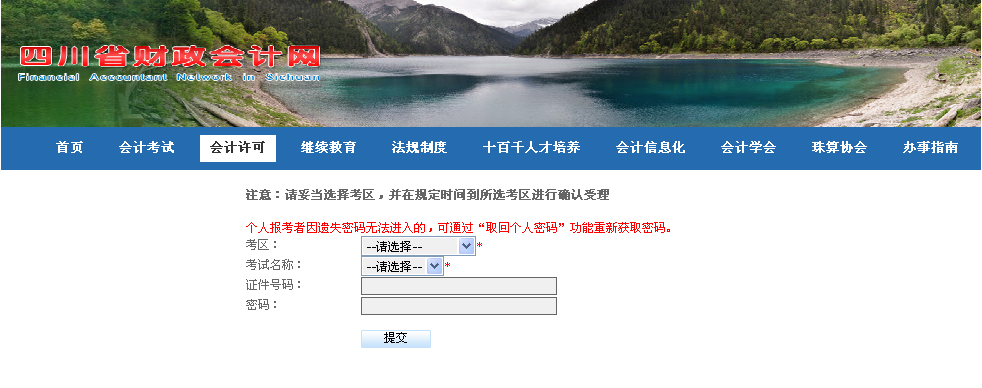 四川省财政会计网
Financial Accountant Network in Sichuan
首页 会计考试 会计许可 继续教育 法规制度 十百千人才培养 会计信息化 会计学会 珠算协会 办事指南
注意：请妥当选择考区，并在规定时间到所选考区进行确认受理
个人报考者因遗失密码无法进入的，可通过“取回个人密码”功能重新获取密码。
考区： --请选择-- *
考试名称： --请选择-- *
证件号码：
密码：
提交